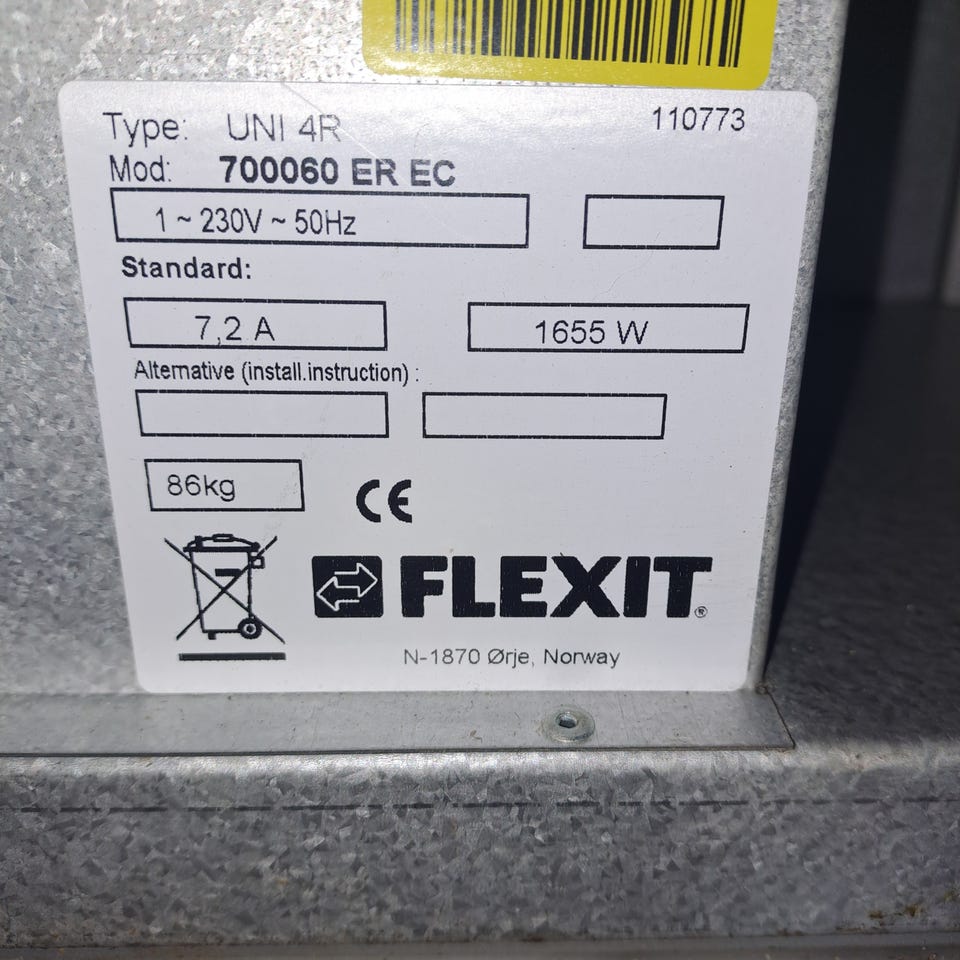 Type: UNI 4R 110773
Mod: 700060 ER EC
1 ~ 230V ~ 50Hz
Standard:
7,2 A 1655 W
Alternative (install.instruction) :
86kg CE
FLEXIT®
N-1870 Ørje, Norway